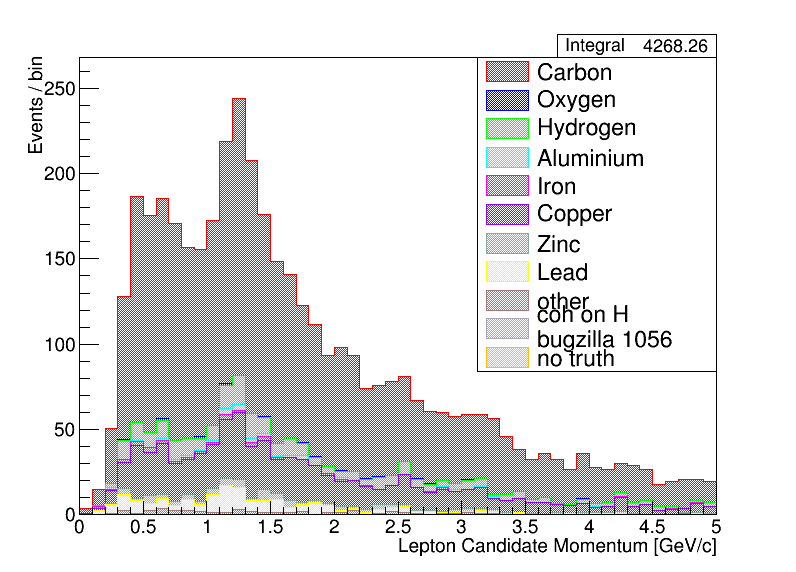 Integral 4268.26
Events / bin
250
200
150
100
50
0
Carbon
Oxygen
Hydrogen
Aluminium
Iron
Copper
Zinc
Lead
other
coh on H
bugzilla 1056
no truth
0 0.5 1 1.5 2 2.5 3 3.5 4 4.5 5
Lepton Candidate Momentum [GeV/c]